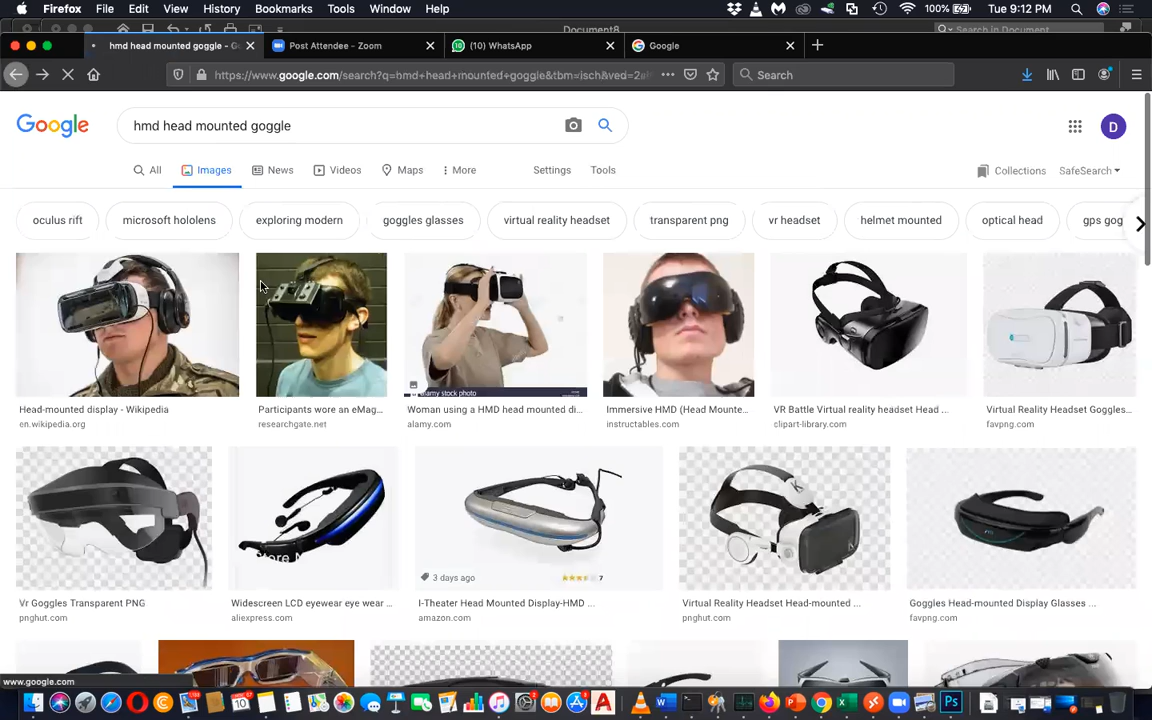 Firefox File Edit View History Bookmarks Tools Window Help 100% Tue 9:12 PM
Document8 Search in Document
hmd head mounted goggle - G Post Attendee - Zoom (10) WhatsApp Google
https://www.google.com/search?q=hmd+head+mounted+goggle&tbm=isch&ved=2a Search
Google hmd head mounted goggle D
All Images News Videos Maps More Settings Tools Collections SafeSearch
oculus rift microsoft hololens exploring modern goggles glasses virtual reality headset transparent png vr headset helmet mounted optical head gps gog
alamy stock photo
Head-mounted display - Wikipedia Participants wore an eMag... Woman using a HMD head mounted di... Immersive HMD (Head Mounte... VR Battle Virtual reality headset Head ... Virtual Reality Headset Goggles...
en.wikipedia.org researchgate.net alamy.com instructables.com clipart-library.com favpng.com
3 days ago 7
Vr Goggles Transparent PNG Widescreen LCD eyewear eye wear ... I-Theater Head Mounted Display-HMD ... Virtual Reality Headset Head-mounted ... Goggles Head-mounted Display Glasses ...
pnghut.com aliexpress.com amazon.com pnghut.com favpng.com
www.google.com